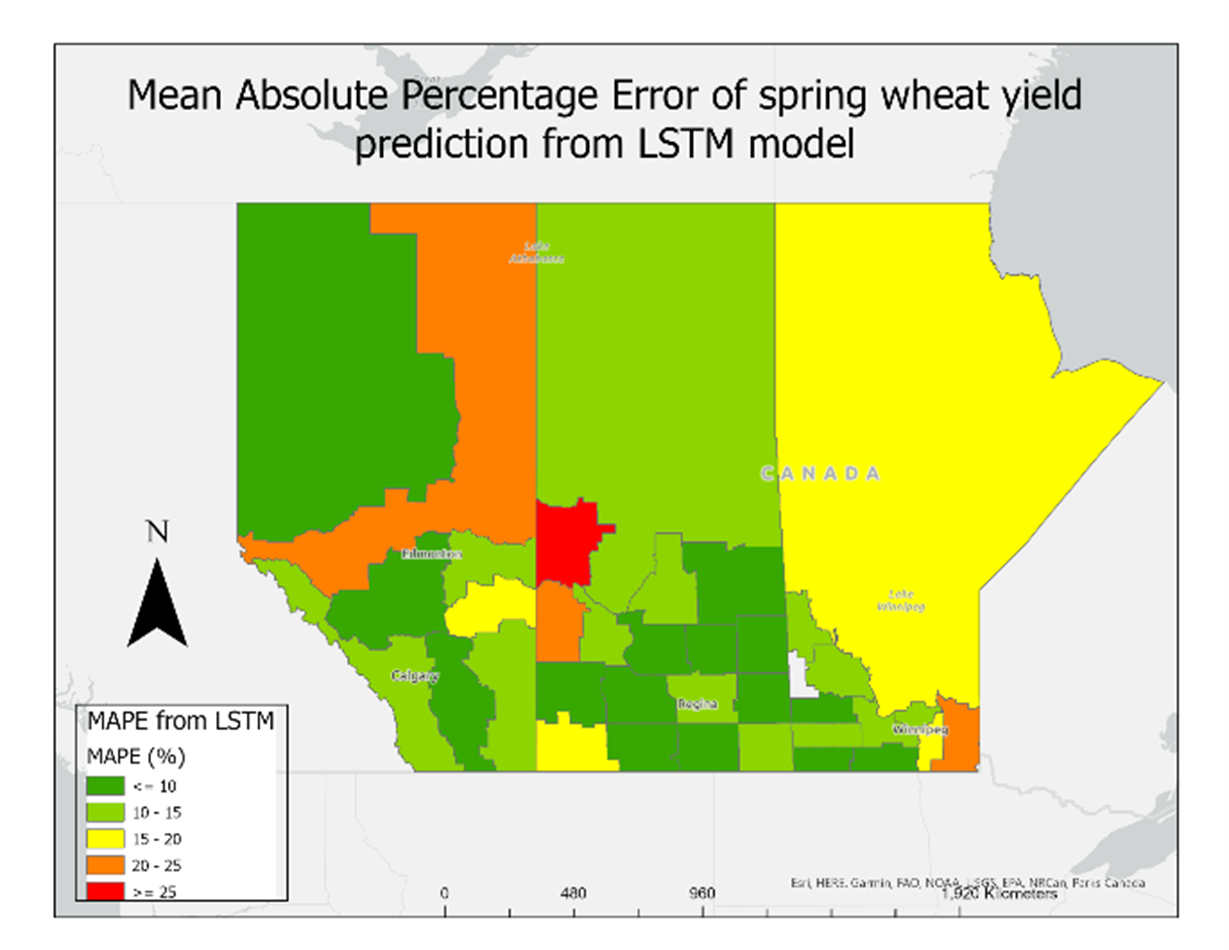 Mean Absolute Percentage Error of spring wheat yield
prediction from LSTM model
Great
Lake
Athabasca
CANADA
N
Edmonton
Lake
Winnipeg
Calgary
Regina
Winnipeg
MAPE from LSTM
MAPE (%)
<= 10
10 - 15
15 - 20
20 - 25
>= 25
Esri, HERE, Garmin, FAO, NOAA, USGS, EPA, NRCan, Parks Canada
0 480 960 1,920 Kilometers